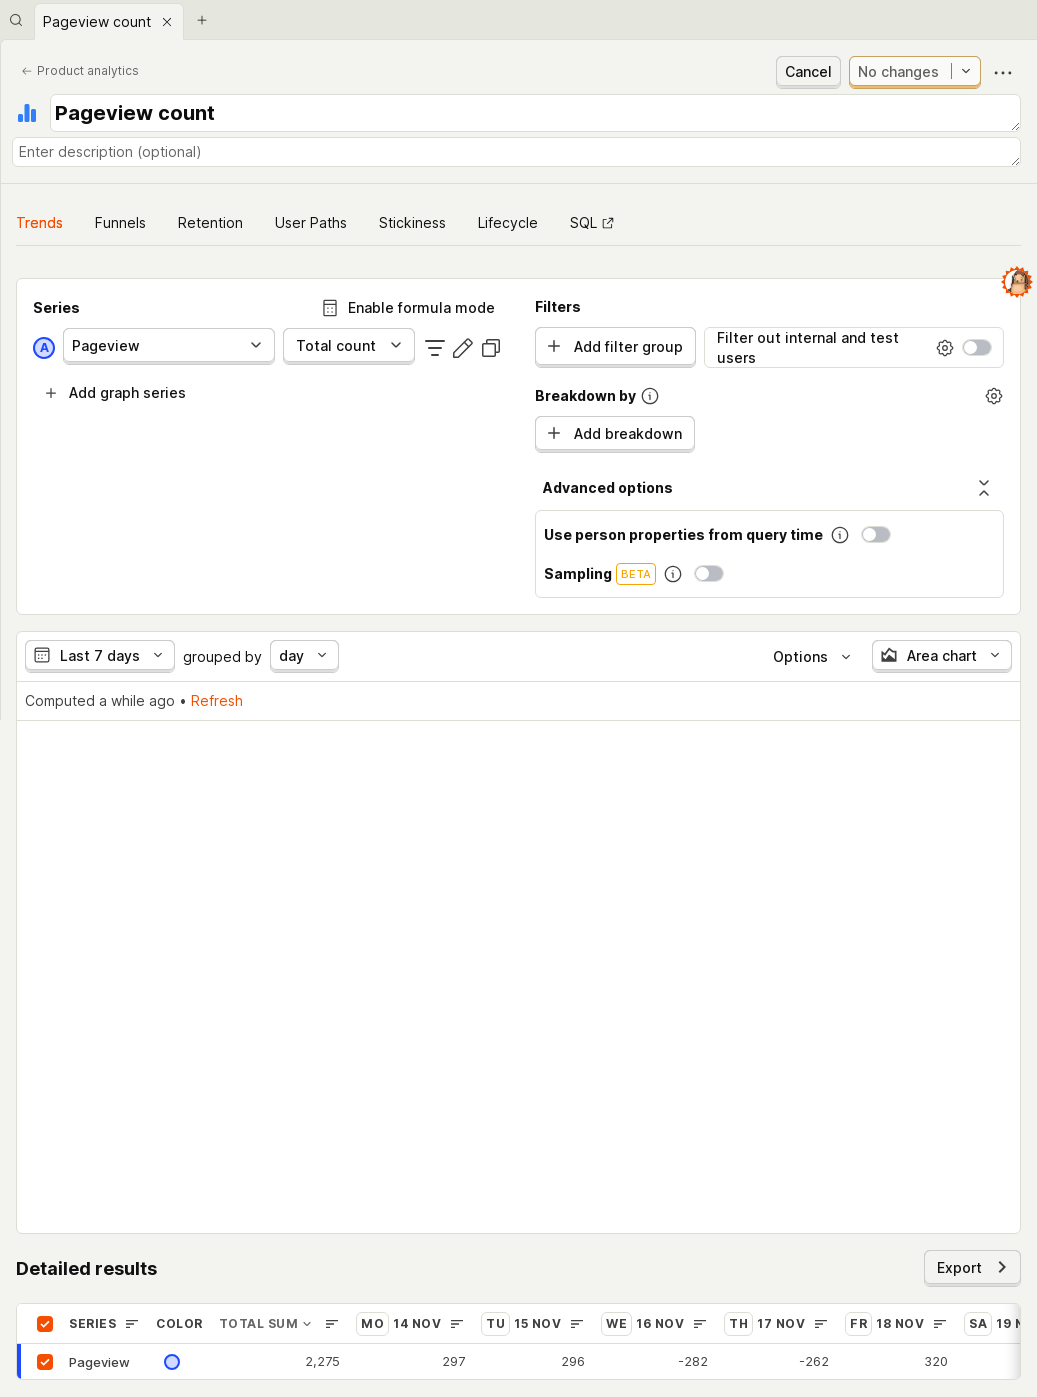 Pageview count
Product analytics
Cancel
No changes
Pageview count
Enter description (optional)
Trends
Funnels
Retention
User Paths
Stickiness
Lifecycle
SQL
Series
Enable formula mode
A
Pageview
Total count
Add graph series
Filters
Add filter group
Filter out internal and test
users
Breakdown by
Add breakdown
Advanced options
Use person properties from query time
Sampling BETA
Last 7 days
grouped by
day
Options
Area chart
Computed a while ago • Refresh
Detailed results
Export
SERIES COLOR TOTAL SUM MO 14 NOV TU 15 NOV WE 16 NOV TH 17 NOV FR 18 NOV SA 19 N
Pageview 2,275 297 296 -282 -262 320